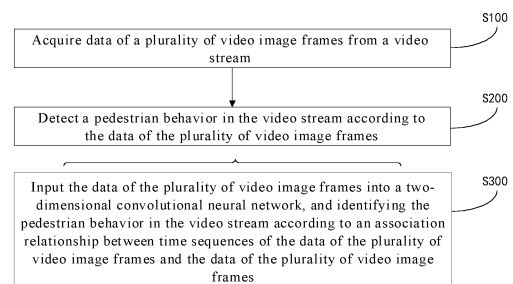 S100
Acquire data of a plurality of video image frames from a video
stream
S200
Detect a pedestrian behavior in the video stream according to
the data of the plurality of video image frames
S300
Input the data of the plurality of video image frames into a two-
dimensional convolutional neural network, and identifying the
pedestrian behavior in the video stream according to an association
relationship between time sequences of the data of the plurality of
video image frames and the data of the plurality of video image
frames